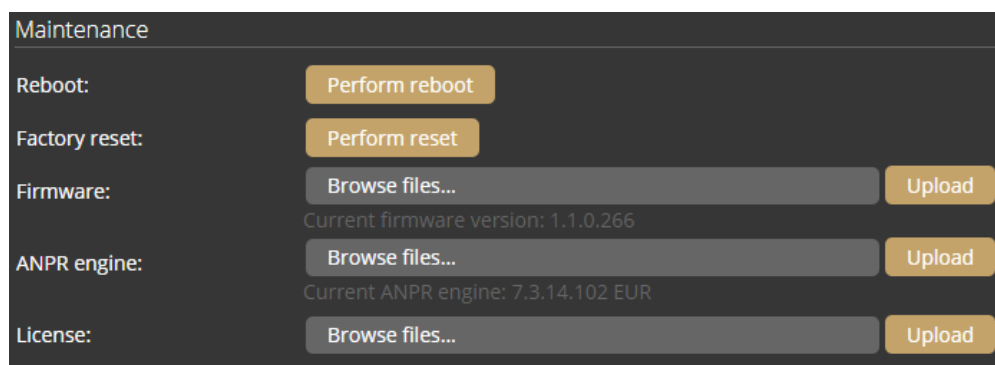 Maintenance
Reboot: Perform reboot
Factory reset: Perform reset
Firmware: Browse files... Upload
Current firmware version: 1.1.0.266
ANPR engine: Browse files... Upload
Current ANPR engine: 7.3.14.102 EUR
License: Browse files... Upload